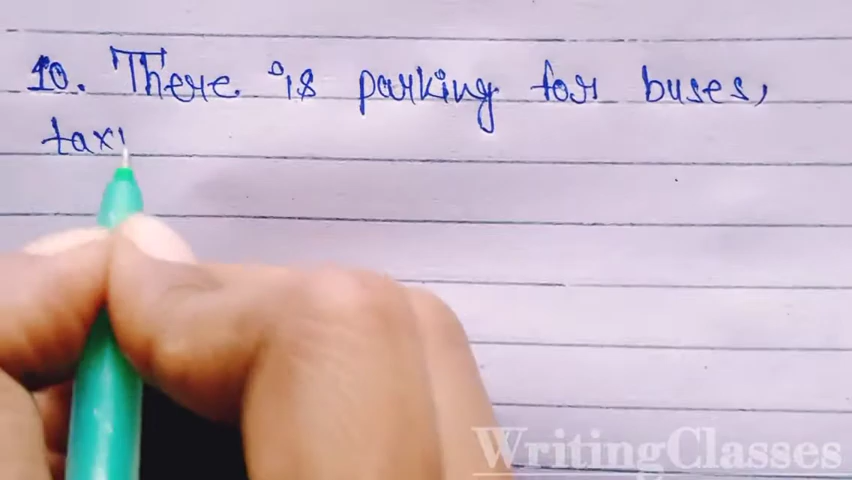 10. There is parking for buses,
taxi
WritingClasses